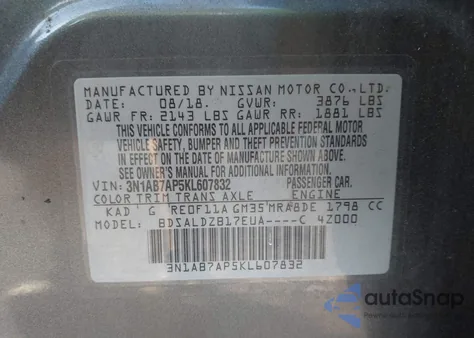 MANUFACTURED BY NISSAN MOTOR CO.,LTD.
DATE: 08/18. GVWR: 3876 LBS
GAWR FR: 2143 LBS GAWR RR: 1881 LBS
THIS VEHICLE CONFORMS TO ALL APPLICABLE FEDERAL MOTOR
VEHICLE SAFETY, BUMPER AND THEFT PREVENTION STANDARDS
IN EFFECT ON THE DATE OF MANUFACTURE SHOWN ABOVE.
SEE OWNER'S MANUAL FOR ADDITIONAL INFORMATION.
VIN: 3N1AB7AP5KL607832 PASSENGER CAR.
COLOR TRIM TRANS AXLE ENGINE
KAD G RE0F11A GM35 MRA8DE 1798 CC
MODEL: BDSALDZB17EUA----C 4Z000
3N1AB7AP5KL607832
autoSnap